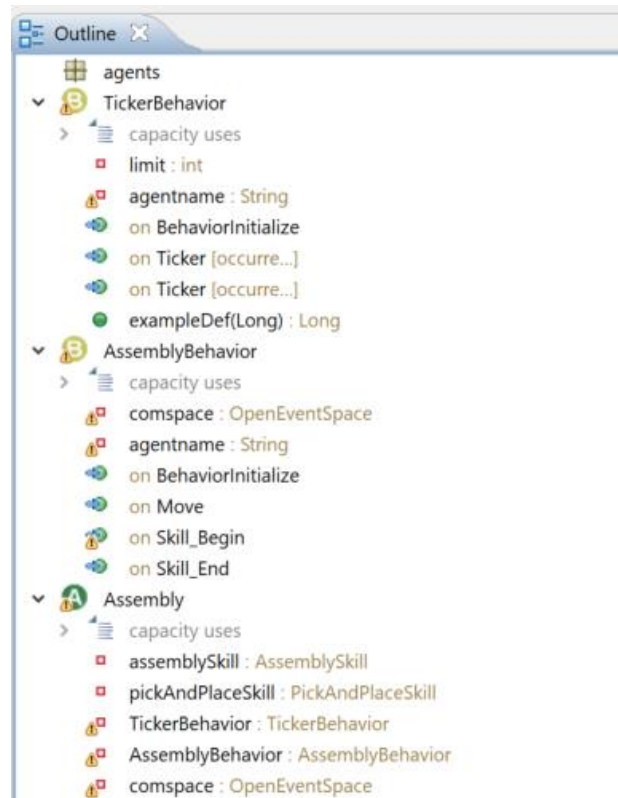 Outline
agents
TickerBehavior
capacity uses
limit : int
agentname : String
on BehaviorInitialize
on Ticker [occurre...]
on Ticker [occurre...]
exampleDef(Long) : Long
AssemblyBehavior
capacity uses
comspace : OpenEventSpace
agentname : String
on BehaviorInitialize
on Move
on Skill_Begin
on Skill_End
Assembly
capacity uses
assemblySkill : AssemblySkill
pickAndPlaceSkill : PickAndPlaceSkill
TickerBehavior : TickerBehavior
AssemblyBehavior : AssemblyBehavior
comspace : OpenEventSpace